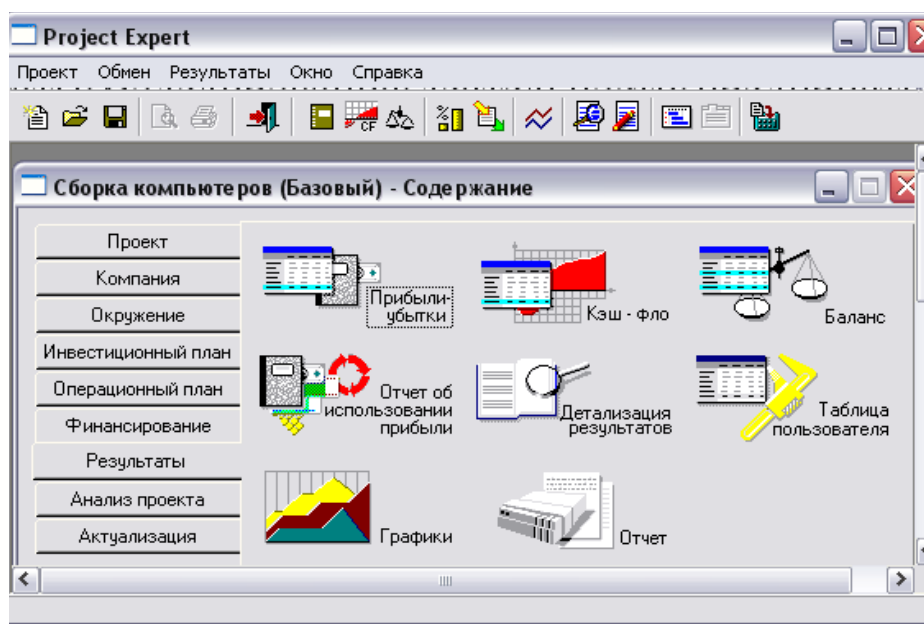 Project Expert
Проект Обмен Результаты Окно Справка
CF
Сборка компьютеров (Базовый) - Содержание
Проект
Компания
Окружение
Инвестиционный план
Операционный план
Финансирование
Результаты
Анализ проекта
Актуализация
Прибыли-
убытки
Кэш - фло
Баланс
Отчет об
использовании
прибыли
Детализация
результатов
Таблица
пользователя
Графики
Отчет